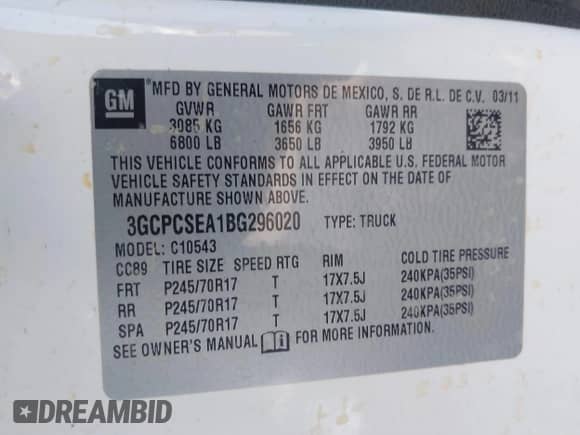 GM
*MFD BY GENERAL MOTORS DE MEXICO, S. DE R.L. DE C.V. 03/11
GVWR GAWR FRT GAWR RR
3085 KG 1656 KG 1792 KG
6800 LB 3650 LB 3950 LB
THIS VEHICLE CONFORMS TO ALL APPLICABLE U.S. FEDERAL MOTOR
VEHICLE SAFETY STANDARDS IN EFFECT ON THE DATE OF
MANUFACTURE SHOWN ABOVE.
3GCPCSEA1BG296020 TYPE: TRUCK
MODEL: C10543
CC89 TIRE SIZE SPEED RTG RIM COLD TIRE PRESSURE
FRT P245/70R17 T 17X7.5J 240KPA(35PSI)
RR P245/70R17 T 17X7.5J 240KPA(35PSI)
SPA P245/70R17 T 17X7.5J 240KPA(35PSI)
SEE OWNER'S MANUAL FOR MORE INFORMATION.
DREAMBID